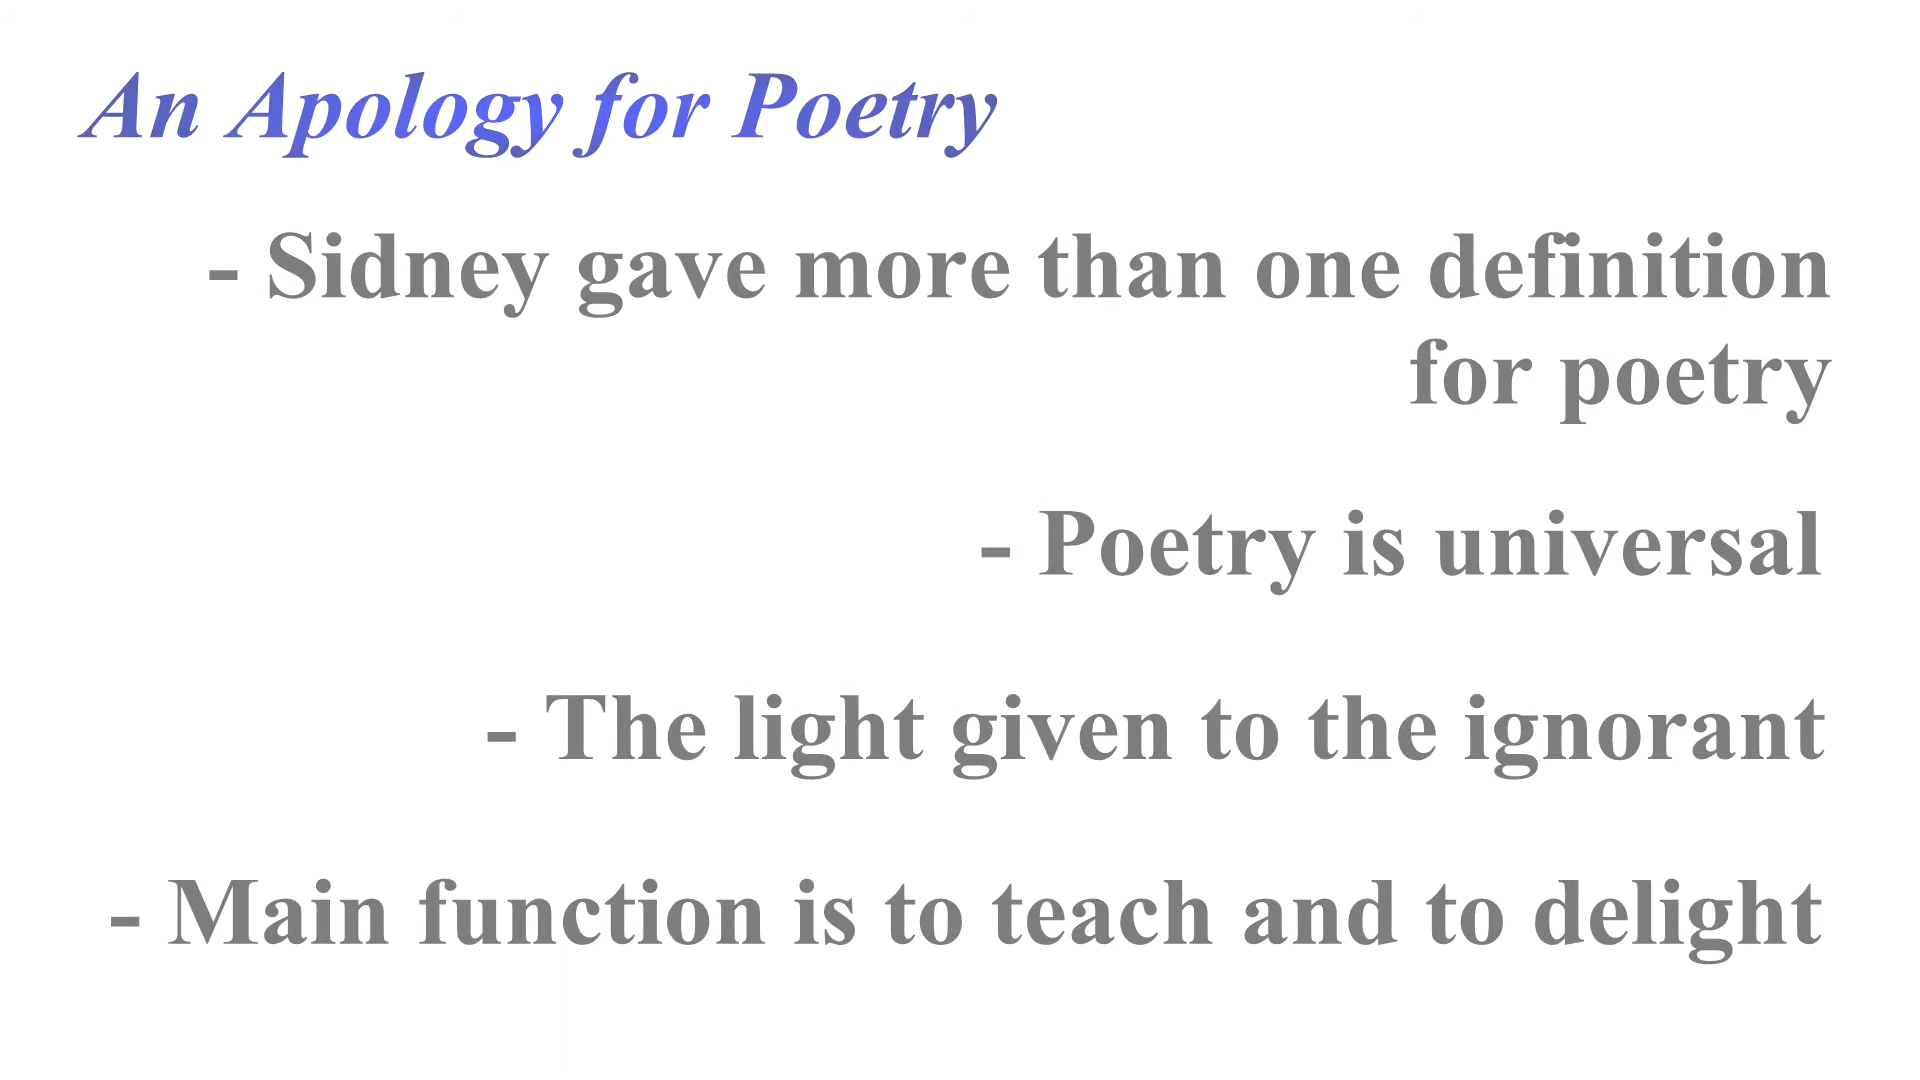 An Apology for Poetry
- Sidney gave more than one definition
for poetry
- Poetry is universal
- The light given to the ignorant
- Main function is to teach and to delight